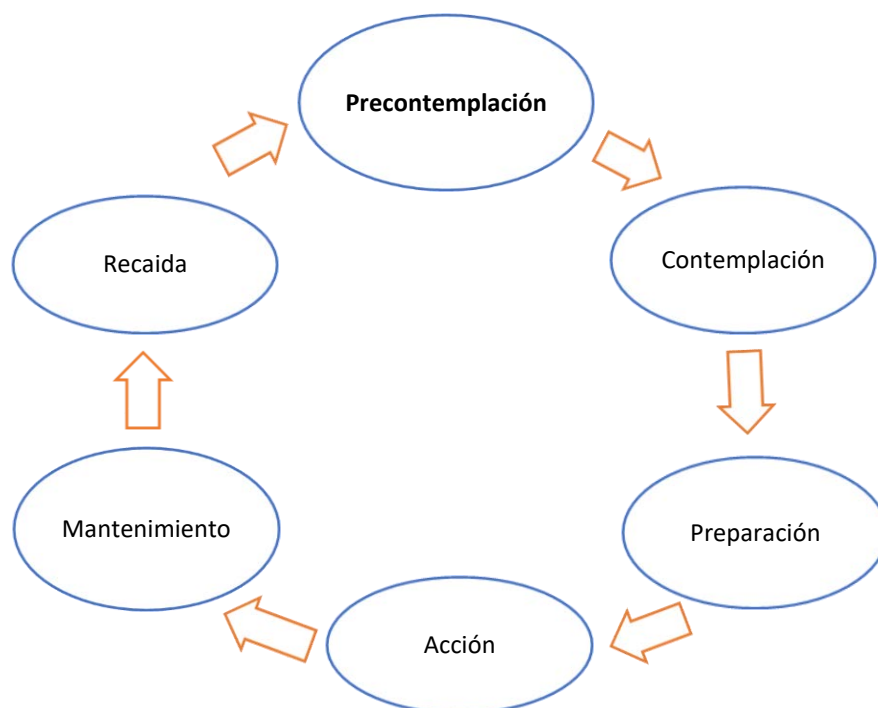 Precontemplación
Contemplación
Preparación
Acción
Mantenimiento
Recaida